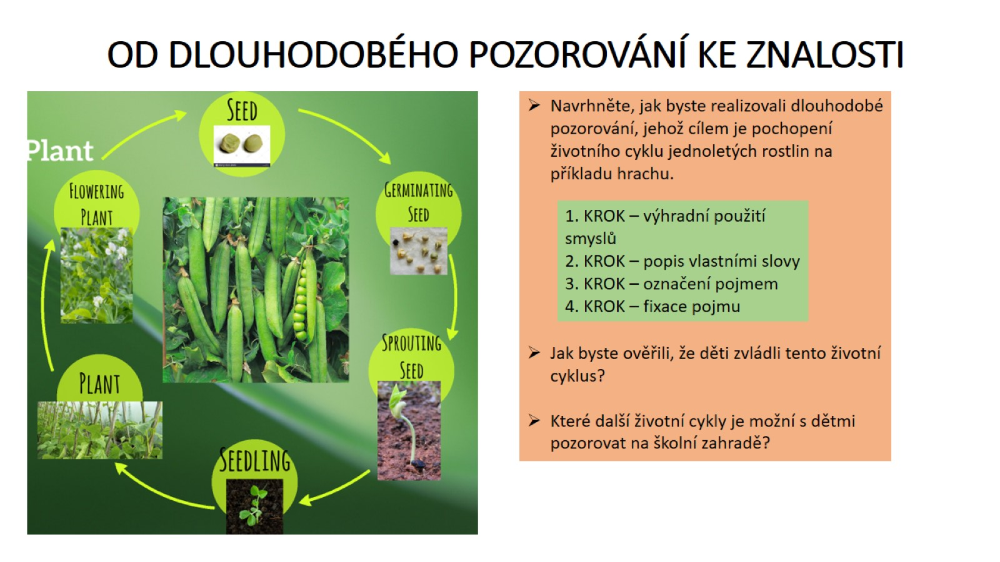 OD DLOUHODOBÉHO POZOROVÁNÍ KE ZNALOSTI
Plant
SEED
GERMINATING
SEED
SPROUTING
SEED
SEEDLING
PLANT
FLOWERING
PLANT
➢ Navrhněte, jak byste realizovali dlouhodobé
pozorování, jehož cílem je pochopení
životního cyklu jednoletých rostlin na
příkladu hrachu.
1. KROK – výhradní použití
smyslů
2. KROK – popis vlastními slovy
3. KROK – označení pojmem
4. KROK – fixace pojmu
➢ Jak byste ověřili, že děti zvládli tento životní
cyklus?
➢ Které další životní cykly je možní s dětmi
pozorovat na školní zahradě?